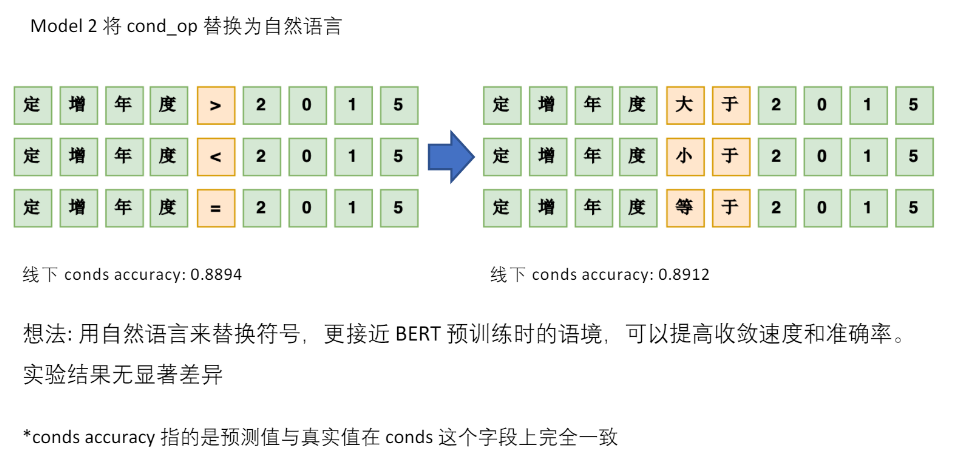 Model 2 将 cond_op 替换为自然语言
定 增 年 度 > 2 0 1 5 定 增 年 度 大 于 2 0 1 5
定 增 年 度 < 2 0 1 5 定 增 年 度 小 于 2 0 1 5
定 增 年 度 = 2 0 1 5 定 增 年 度 等 于 2 0 1 5
线下 conds accuracy: 0.8894 线下 conds accuracy: 0.8912
想法: 用自然语言来替换符号，更接近 BERT 预训练时的语境，可以提高收敛速度和准确率。
实验结果无显著差异
*conds accuracy 指的是预测值与真实值在 conds 这个字段上完全一致